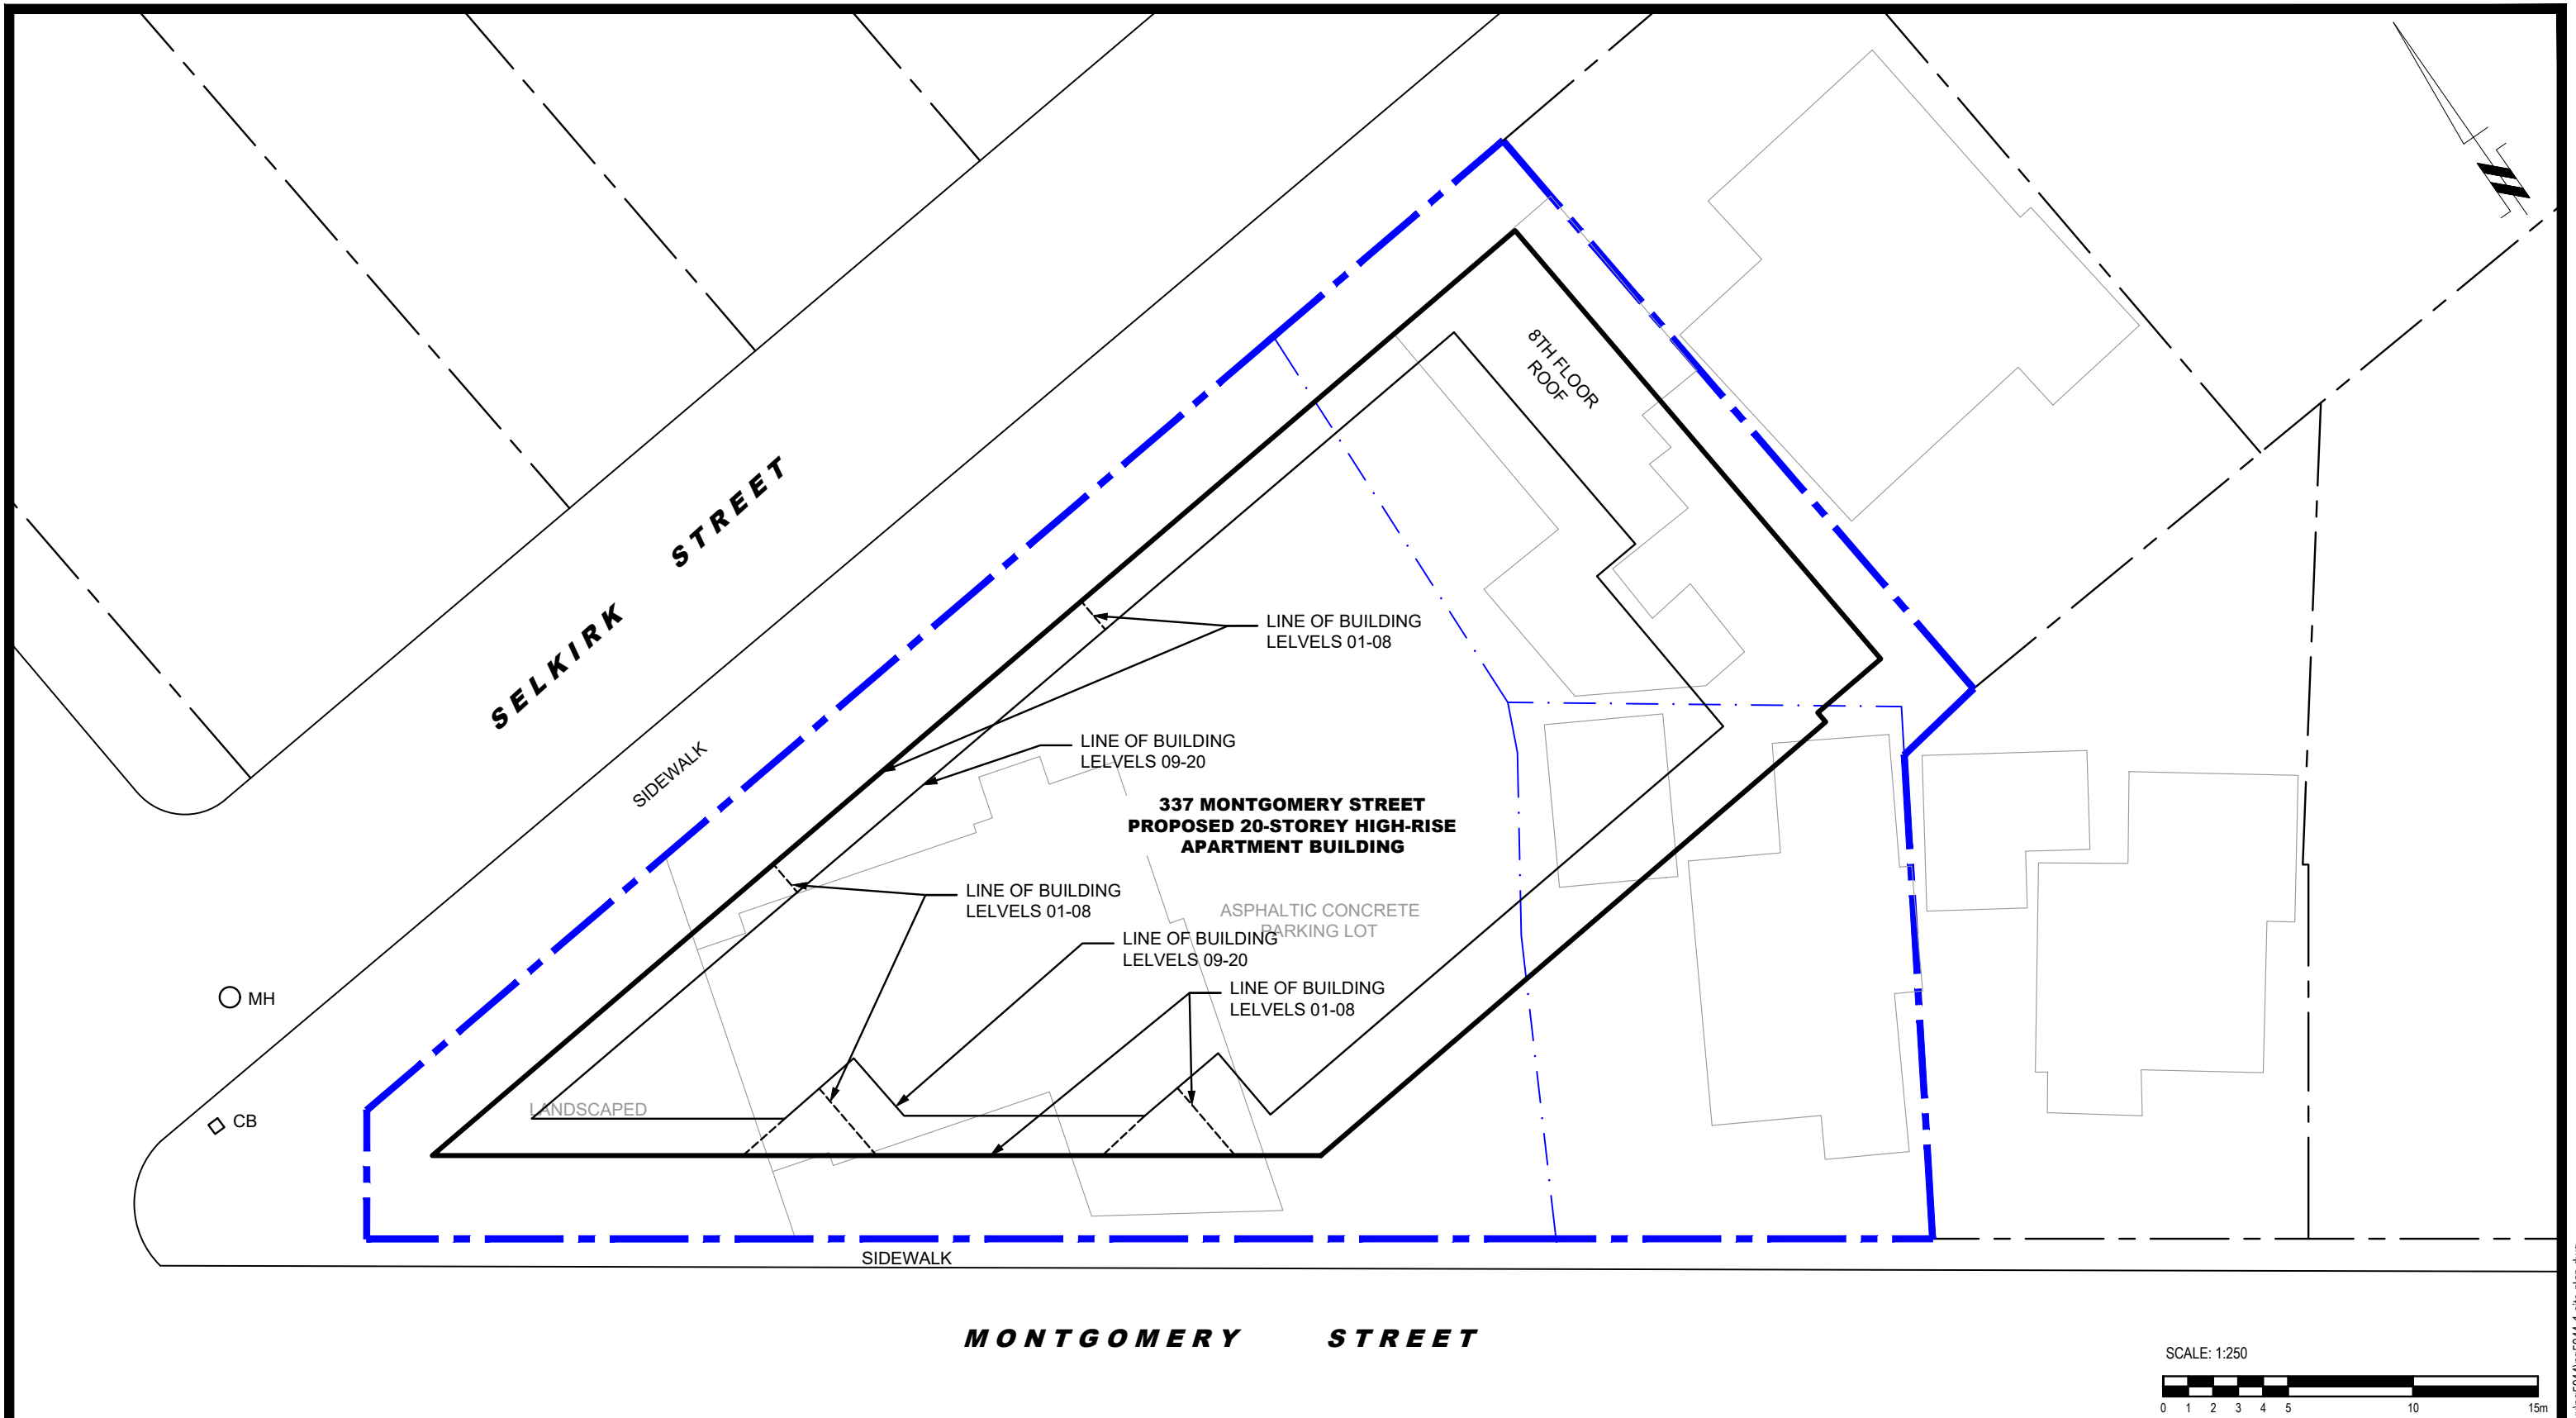 8TH FLOOR
ROOF
SELKIRK STREET
LINE OF BUILDING
LELVELS 01-08
SIDEWALK
LINE OF BUILDING
LELVELS 09-20
337 MONTGOMERY STREET
PROPOSED 20-STOREY HIGH-RISE
APARTMENT BUILDING
LINE OF BUILDING
LELVELS 01-08
ASPHALTIC CONCRETE
PARKING LOT
LINE OF BUILDING
LELVELS 09-20
LINE OF BUILDING
LELVELS 01-08
MH
LANDSCAPED
CB
SIDEWALK
MONTGOMERY STREET
SCALE: 1:250
0 1 2 3 4 5 10 15m